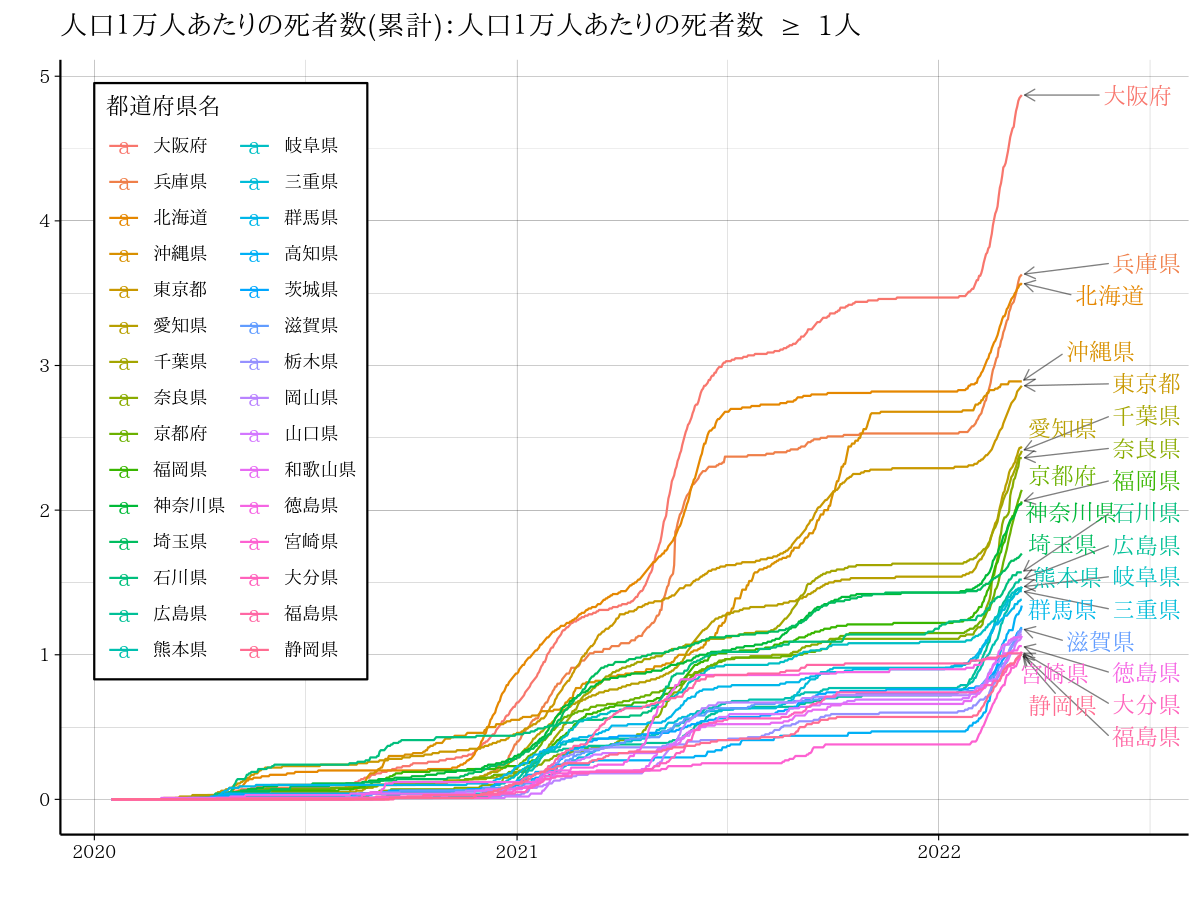 人口1万人あたりの死者数(累計):人口1万人あたりの死者数 ≥ 1人
5
4
3
2
1
0
2020
2021
2022
都道府県名
a 大阪府
a 兵庫県
a 北海道
a 沖縄県
a 東京都
a 愛知県
a 千葉県
a 奈良県
a 京都府
a 福岡県
a 神奈川県
a 埼玉県
a 石川県
a 広島県
a 熊本県
a 岐阜県
a 三重県
a 群馬県
a 高知県
a 茨城県
a 滋賀県
a 栃木県
a 岡山県
a 山口県
a 和歌山県
a 徳島県
a 宮崎県
a 大分県
a 福島県
a 静岡県
大阪府
兵庫県
北海道
沖縄県
東京都
千葉県
愛知県
奈良県
京都府
福岡県
神奈川県
石川県
埼玉県
広島県
熊本県
岐阜県
群馬県
三重県
滋賀県
宮崎県
徳島県
静岡県
大分県
福島県